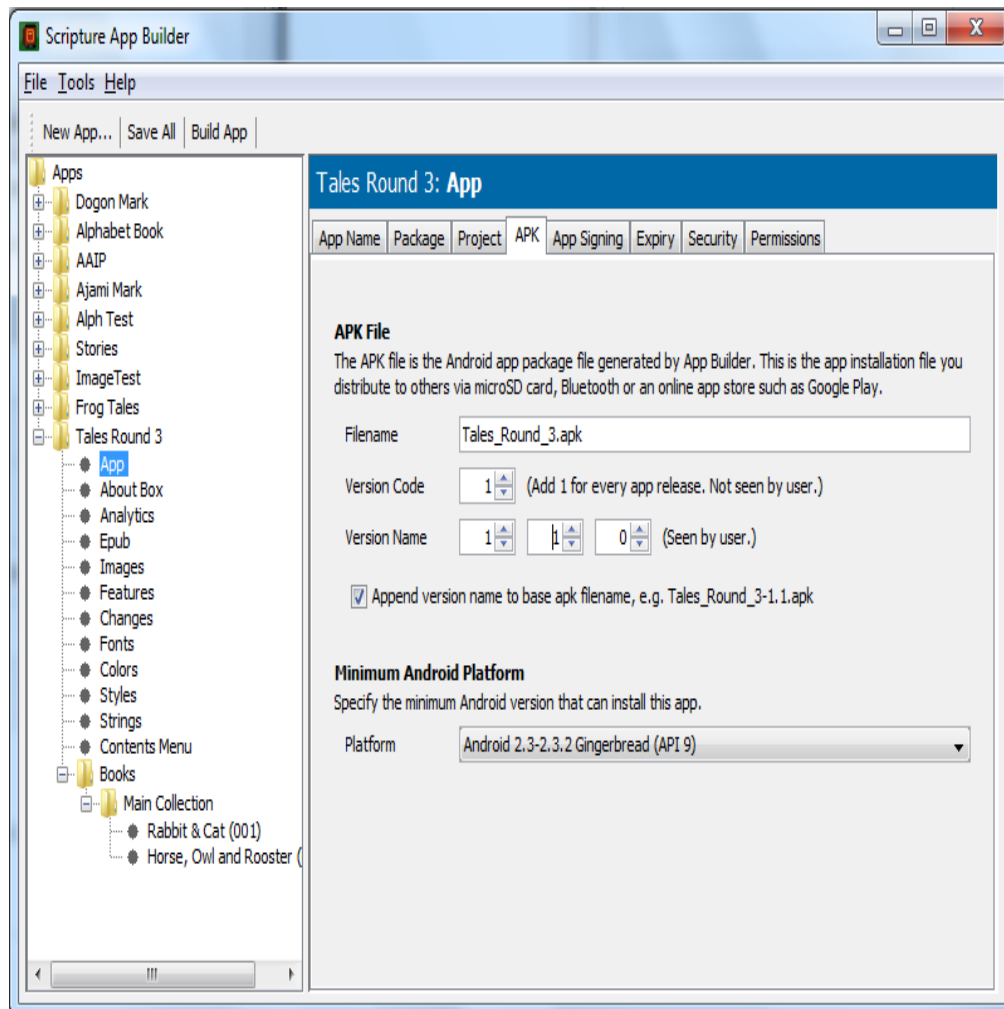 Scripture App Builder
X
File Tools Help
New App... Save All Build App
Apps
Dogon Mark
Alphabet Book
AAIP
Ajami Mark
Alph Test
Stories
ImageTest
Frog Tales
Tales Round 3
App
About Box
Analytics
Epub
Images
Features
Changes
Fonts
Colors
Styles
Strings
Contents Menu
Books
Main Collection
Rabbit & Cat (001)
Horse, Owl and Rooster (
Tales Round 3: App
App Name Package Project APK App Signing Expiry Security Permissions
APK File
The APK file is the Android app package file generated by App Builder. This is the app installation file you
distribute to others via microSD card, Bluetooth or an online app store such as Google Play.
Filename Tales_Round_3.apk
Version Code 1 (Add 1 for every app release. Not seen by user.)
Version Name 1 1 0 (Seen by user.)
Append version name to base apk filename, e.g. Tales_Round_3-1.1.apk
Minimum Android Platform
Specify the minimum Android version that can install this app.
Platform Android 2.3-2.3.2 Gingerbread (API 9)